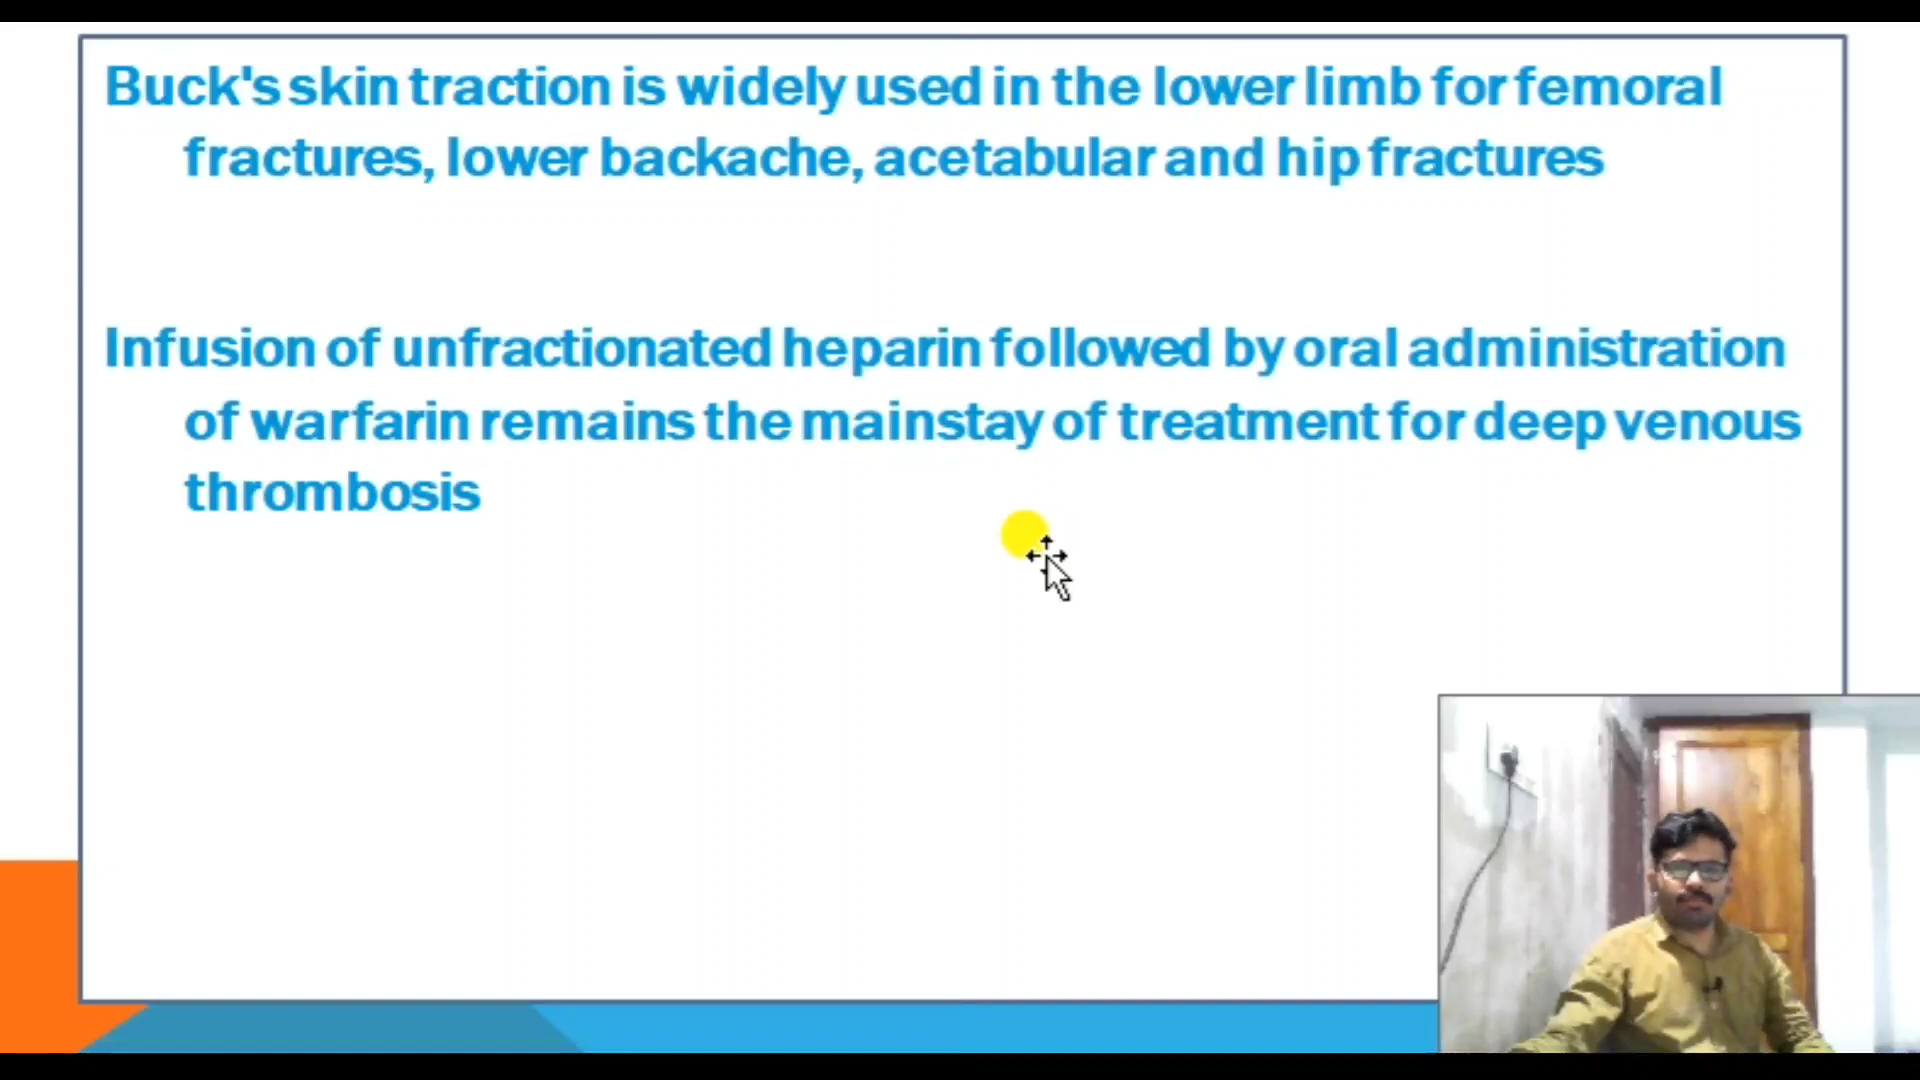 Buck's skin traction is widely used in the lower limb for femoral
fractures, lower backache, acetabular and hip fractures
Infusion of unfractionated heparin followed by oral administration
of warfarin remains the mainstay of treatment for deep venous
thrombosis